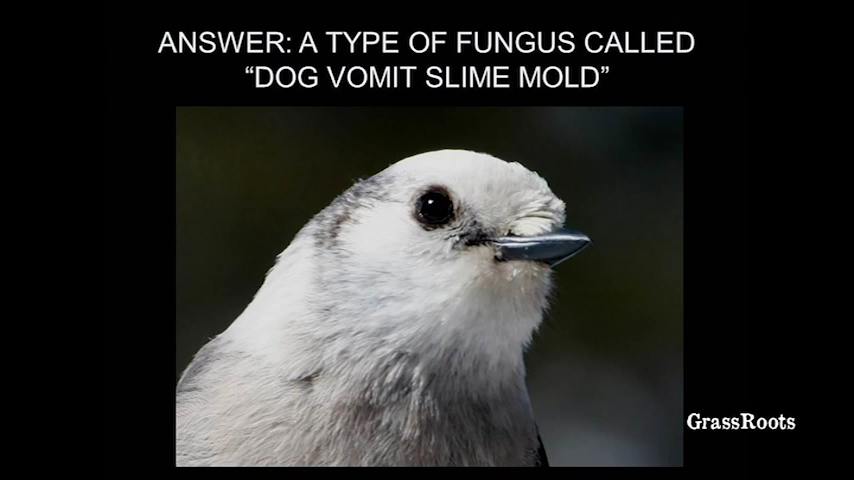 ANSWER: A TYPE OF FUNGUS CALLED
“DOG VOMIT SLIME MOLD”
GrassRoots